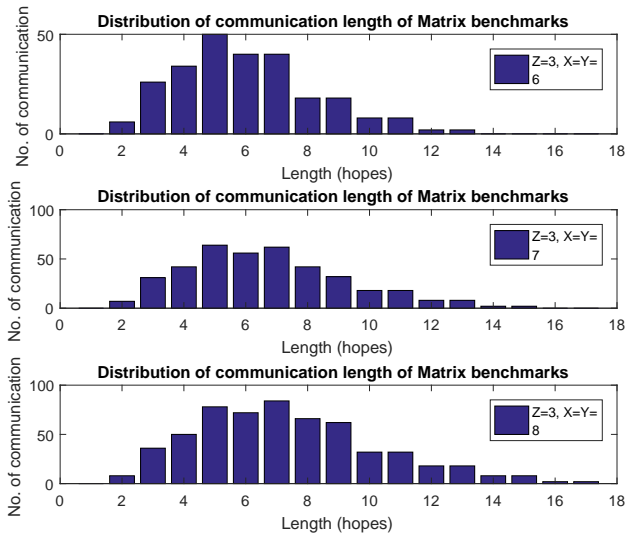 Distribution of communication length of Matrix benchmarks
No. of communication
50
0
Z=3, X=Y=
6
0 2 4 6 8 10 12 14 16 18
Length (hopes)
Distribution of communication length of Matrix benchmarks
No. of communication
100
50
0
Z=3, X=Y=
7
0 2 4 6 8 10 12 14 16 18
Length (hopes)
Distribution of communication length of Matrix benchmarks
No. of communication
100
50
0
Z=3, X=Y=
8
0 2 4 6 8 10 12 14 16 18
Length (hopes)